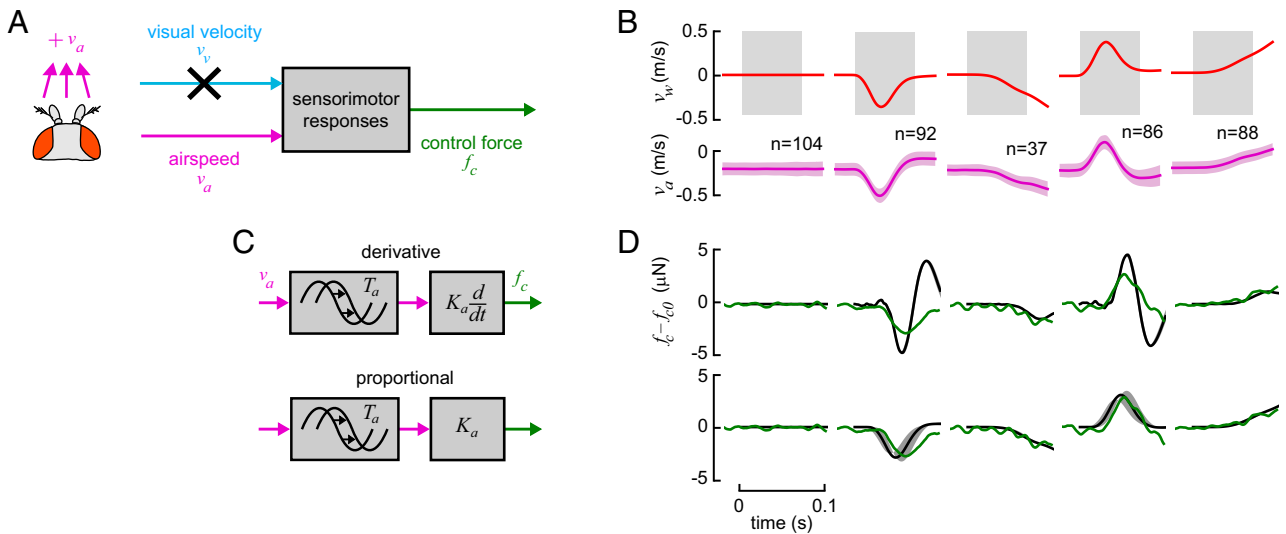 A
+ v_a
visual velocity
v_v
sensorimotor
responses
airspeed
v_a
control force
f_c
B
v_w (m/s)
0.5
0
-0.5
v_a (m/s)
0
-0.5
n=104
n=92
n=37
n=86
n=88
C
derivative
v_a
T_a
K_a d/dt
f_c
proportional
T_a
K_a
D
f_c − f_c0 (µN)
5
0
-5
5
0
-5
0 0.1
time (s)